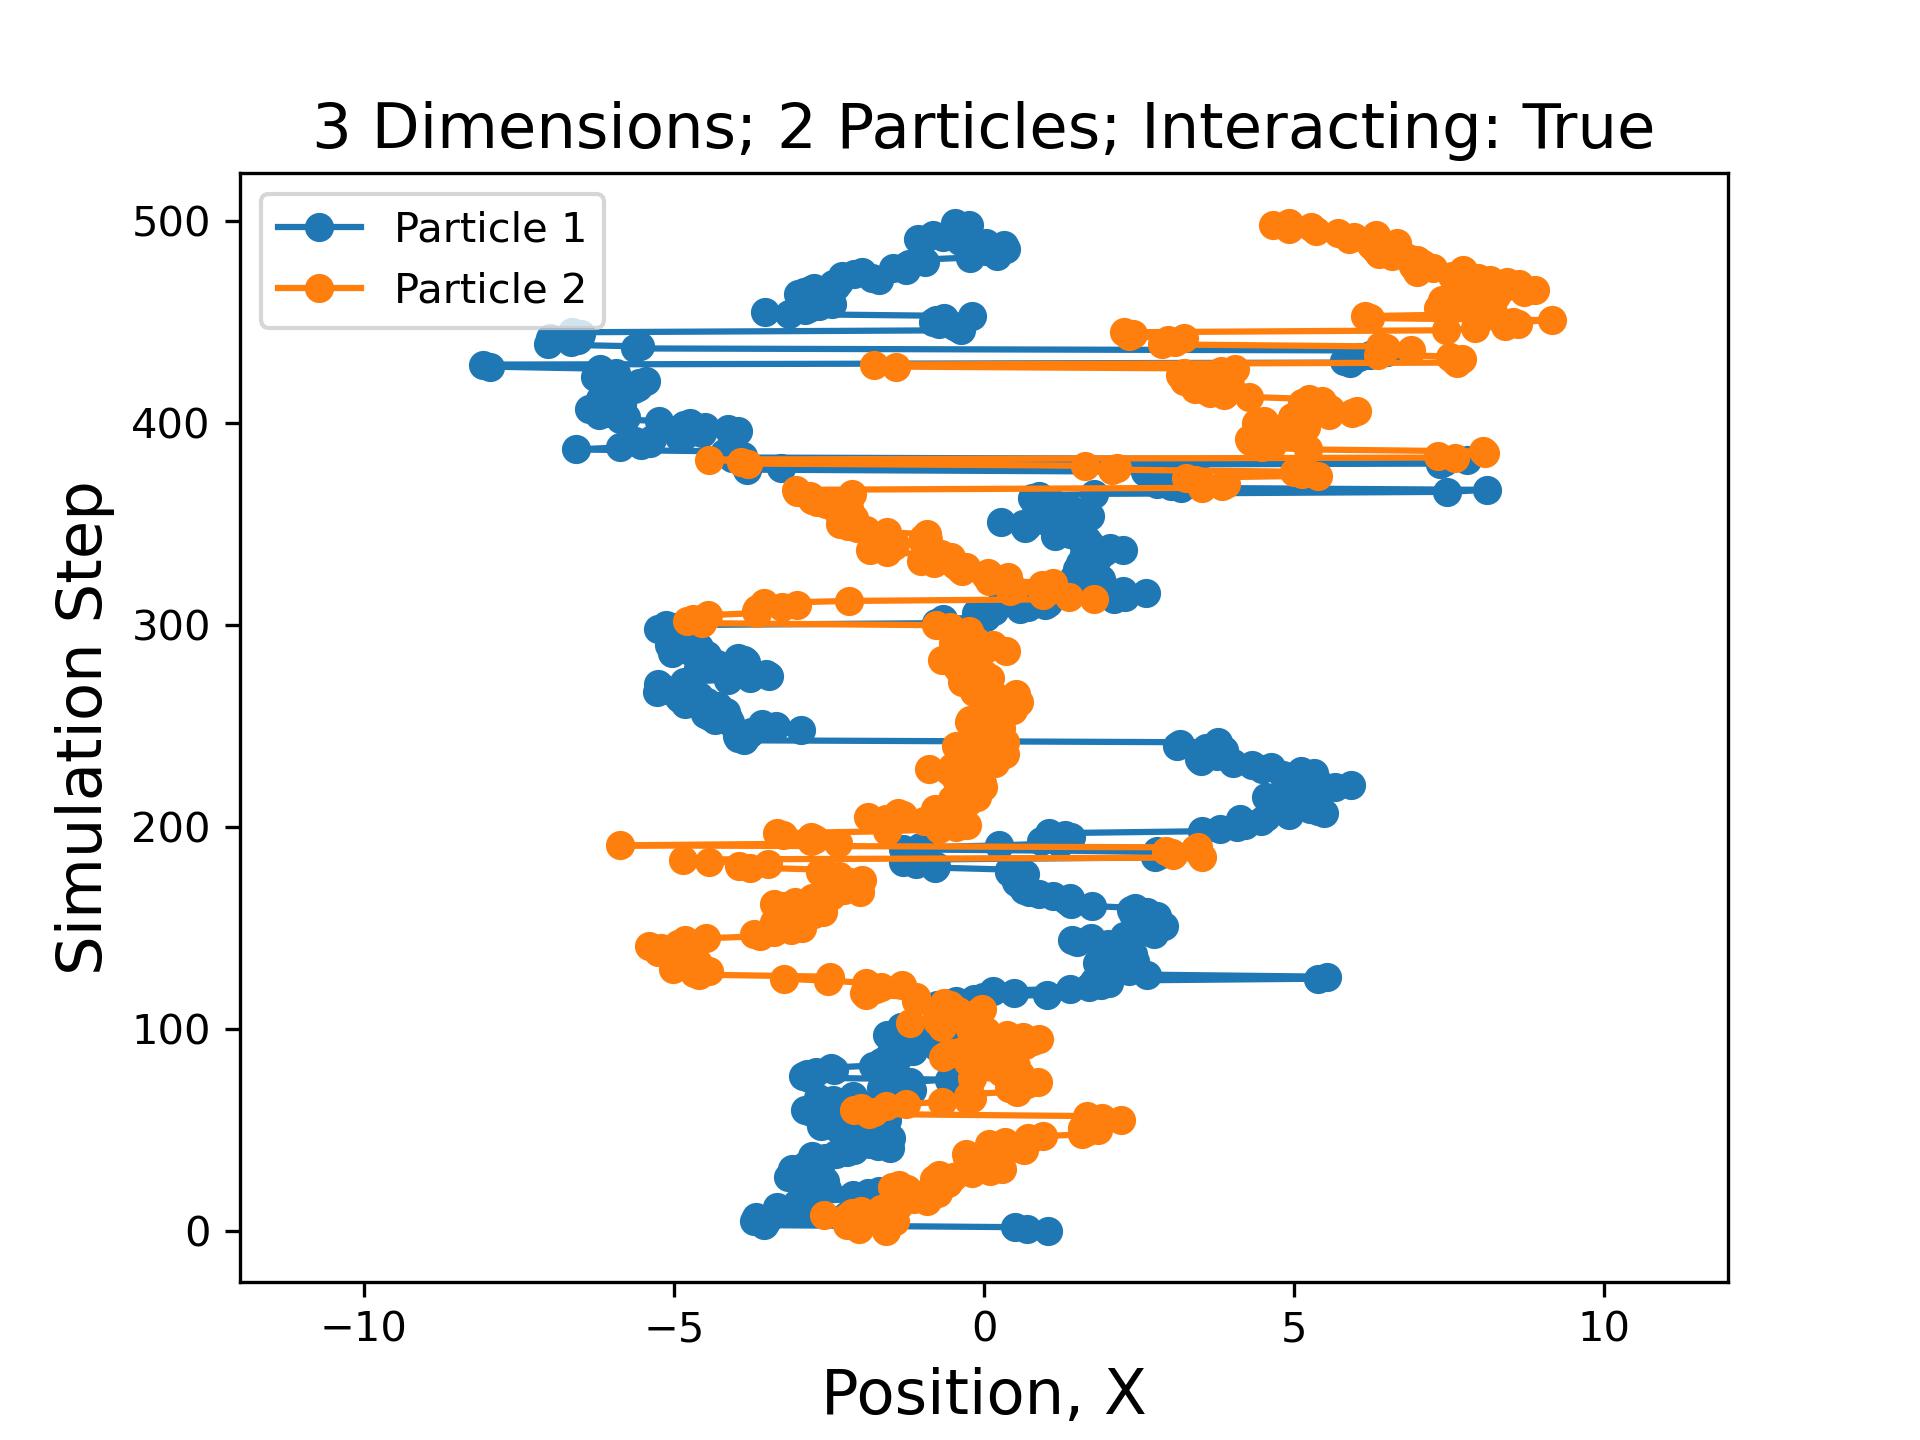 3 Dimensions; 2 Particles; Interacting: True
Particle 1
Particle 2
Simulation Step
500
400
300
200
100
0
−10
−5
0
5
10
Position, X